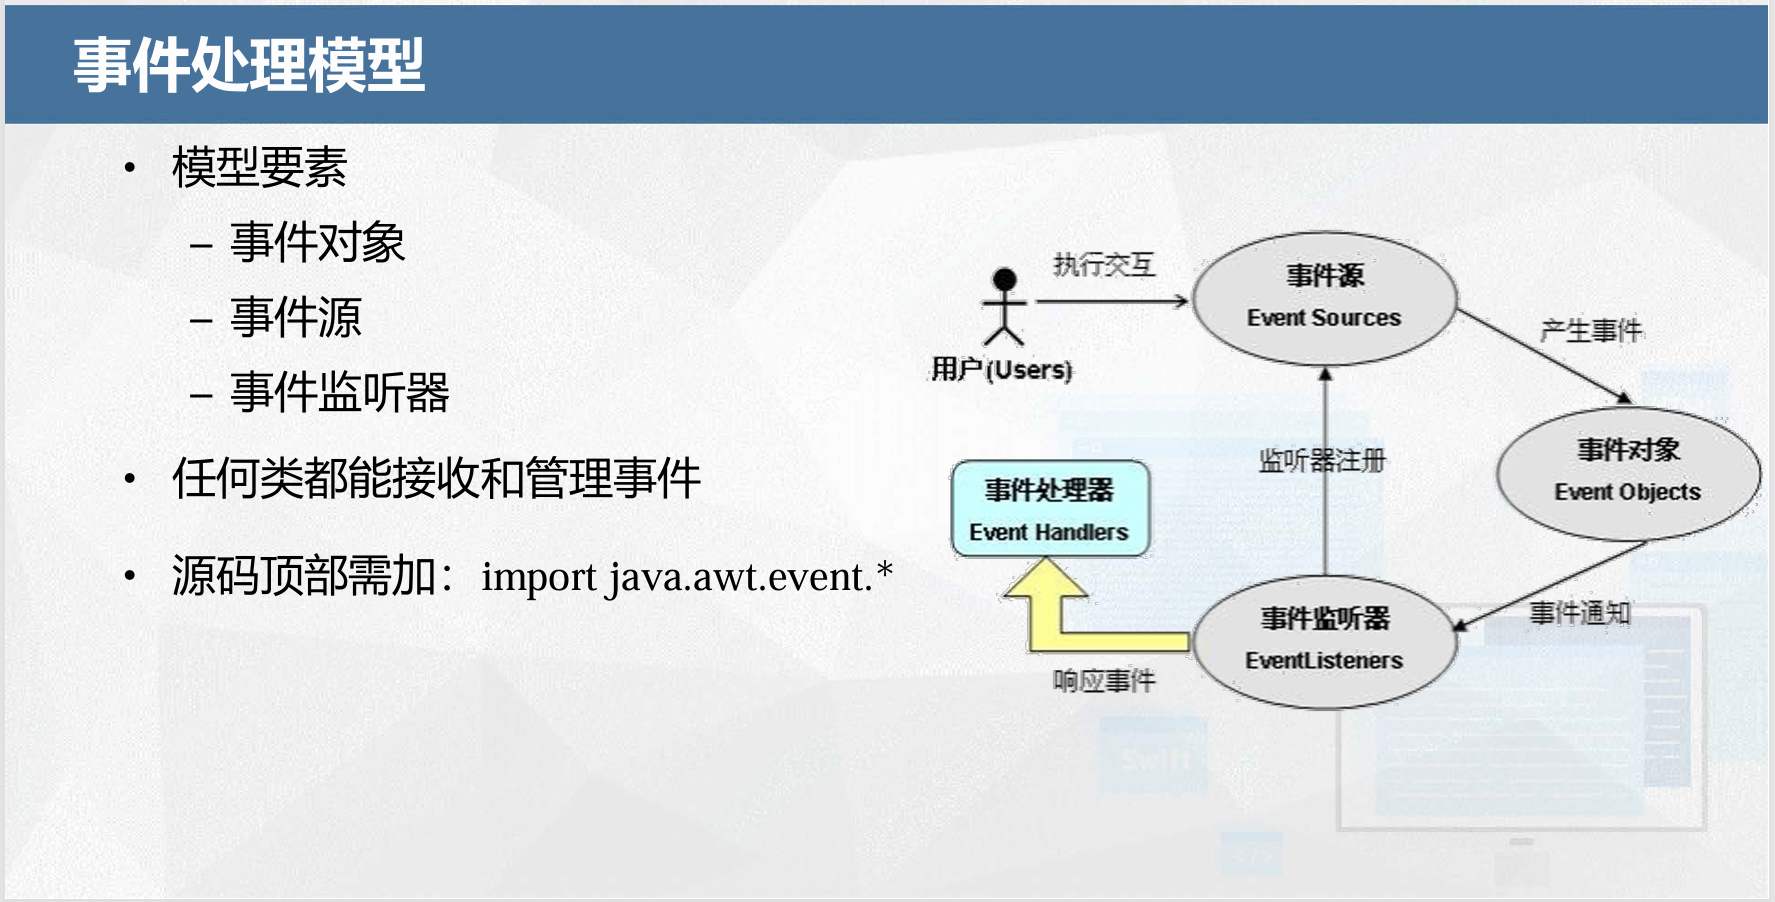 事件处理模型
• 模型要素
– 事件对象
– 事件源
– 事件监听器
• 任何类都能接收和管理事件
• 源码顶部需加：import java.awt.event.*
执行交互
用户(Users)
事件源
Event Sources
产生事件
事件对象
Event Objects
监听器注册
事件处理器
Event Handlers
事件通知
事件监听器
EventListeners
响应事件
Swift
</>